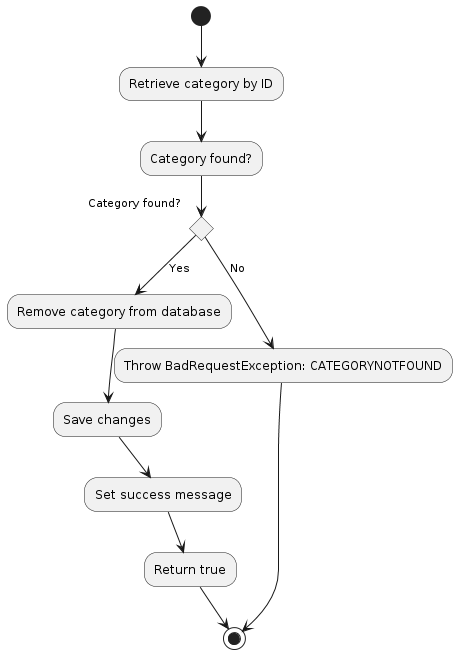 Retrieve category by ID
Category found?
Category found?
Yes
No
Remove category from database
Throw BadRequestException: CATEGORYNOTFOUND
Save changes
Set success message
Return true